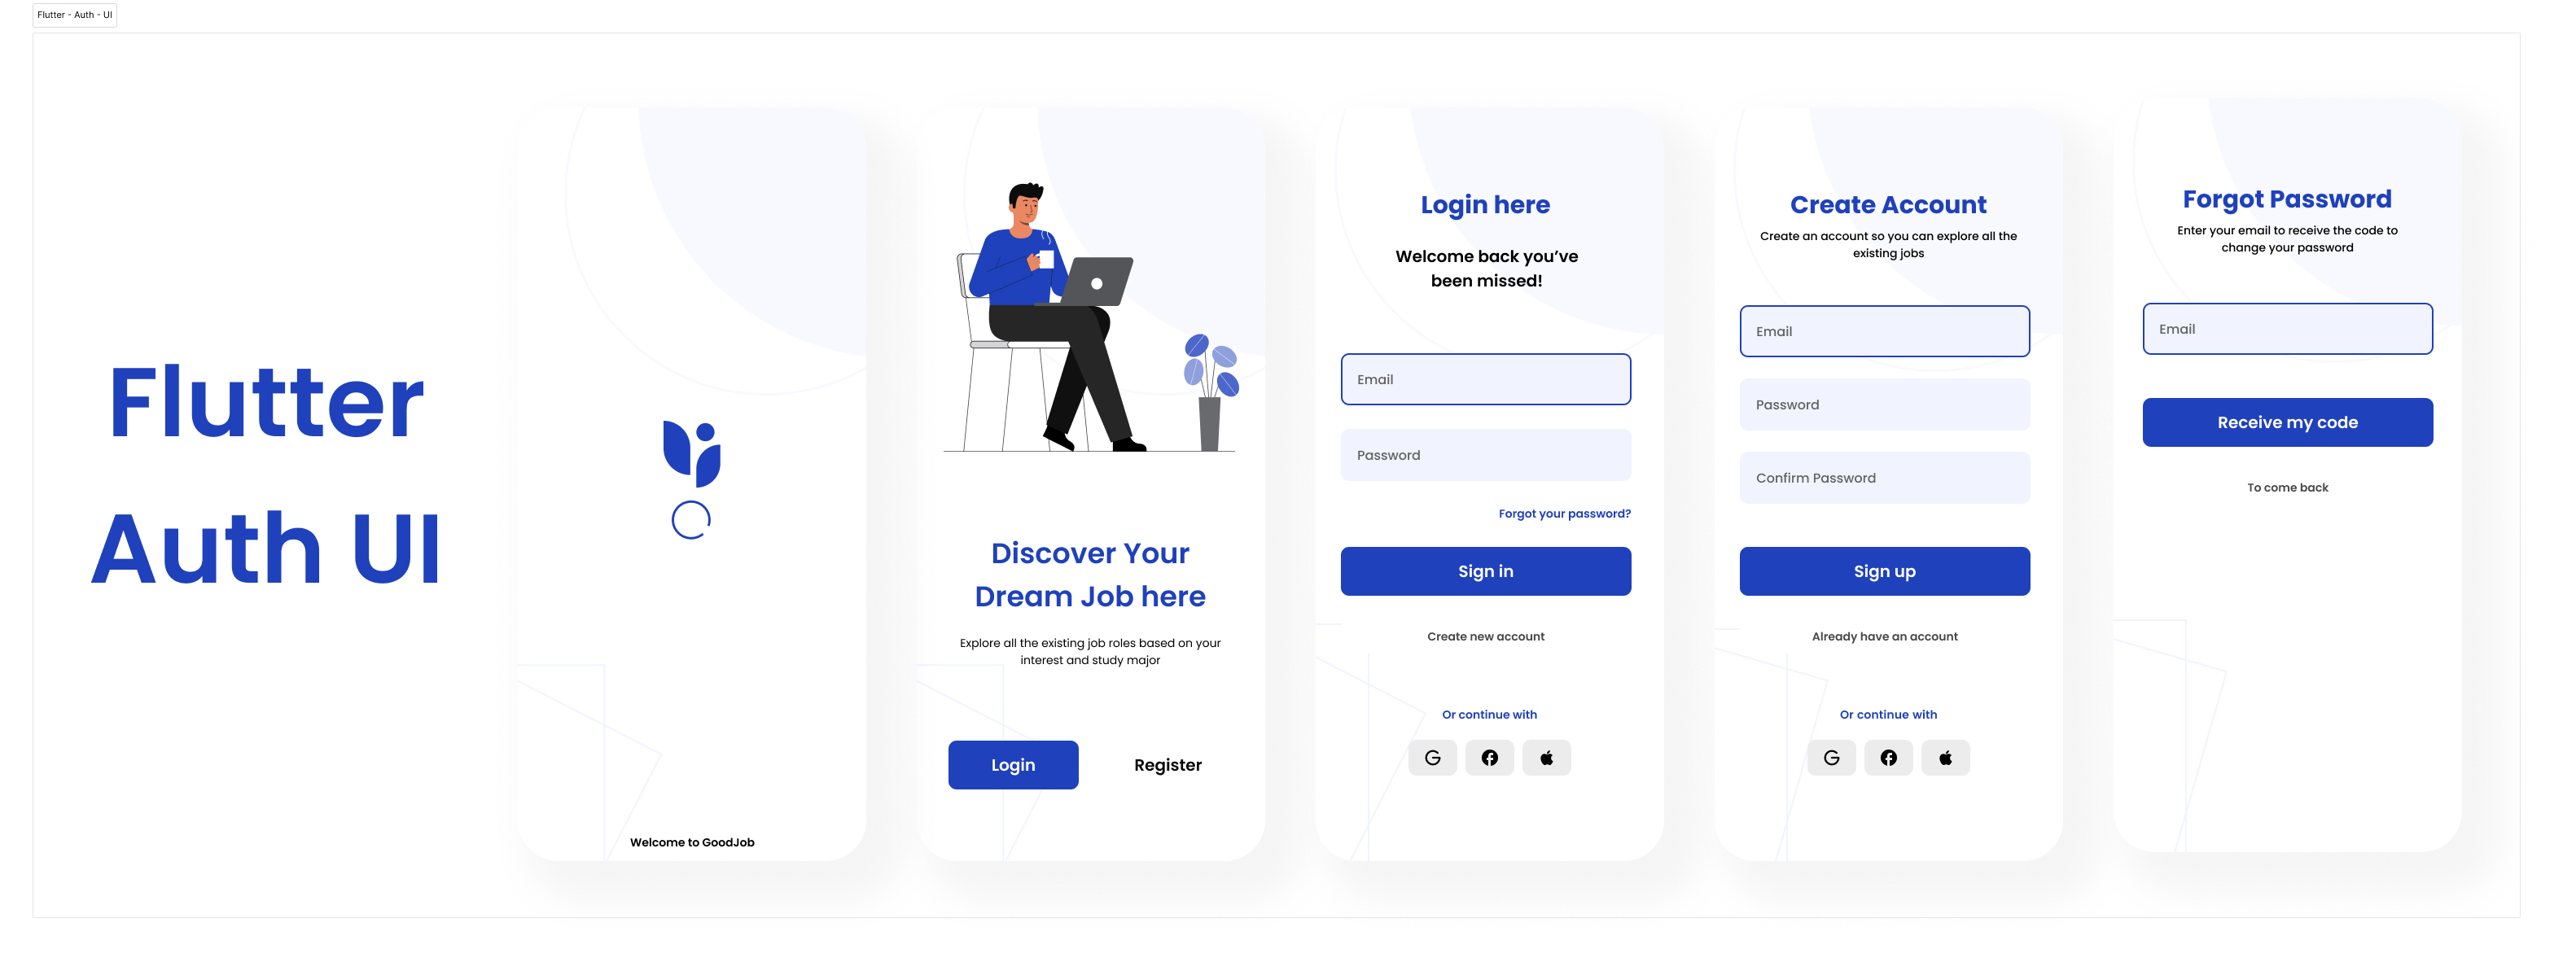 Flutter - Auth - UI
Flutter
Auth UI
Welcome to GoodJob
Discover Your
Dream Job here
Explore all the existing job roles based on your
interest and study major
Login
Register
Login here
Welcome back you’ve
been missed!
Email
Password
Forgot your password?
Sign in
Create new account
Or continue with
Create Account
Create an account so you can explore all the
existing jobs
Email
Password
Confirm Password
Sign up
Already have an account
Or continue with
Forgot Password
Enter your email to receive the code to
change your password
Email
Receive my code
To come back